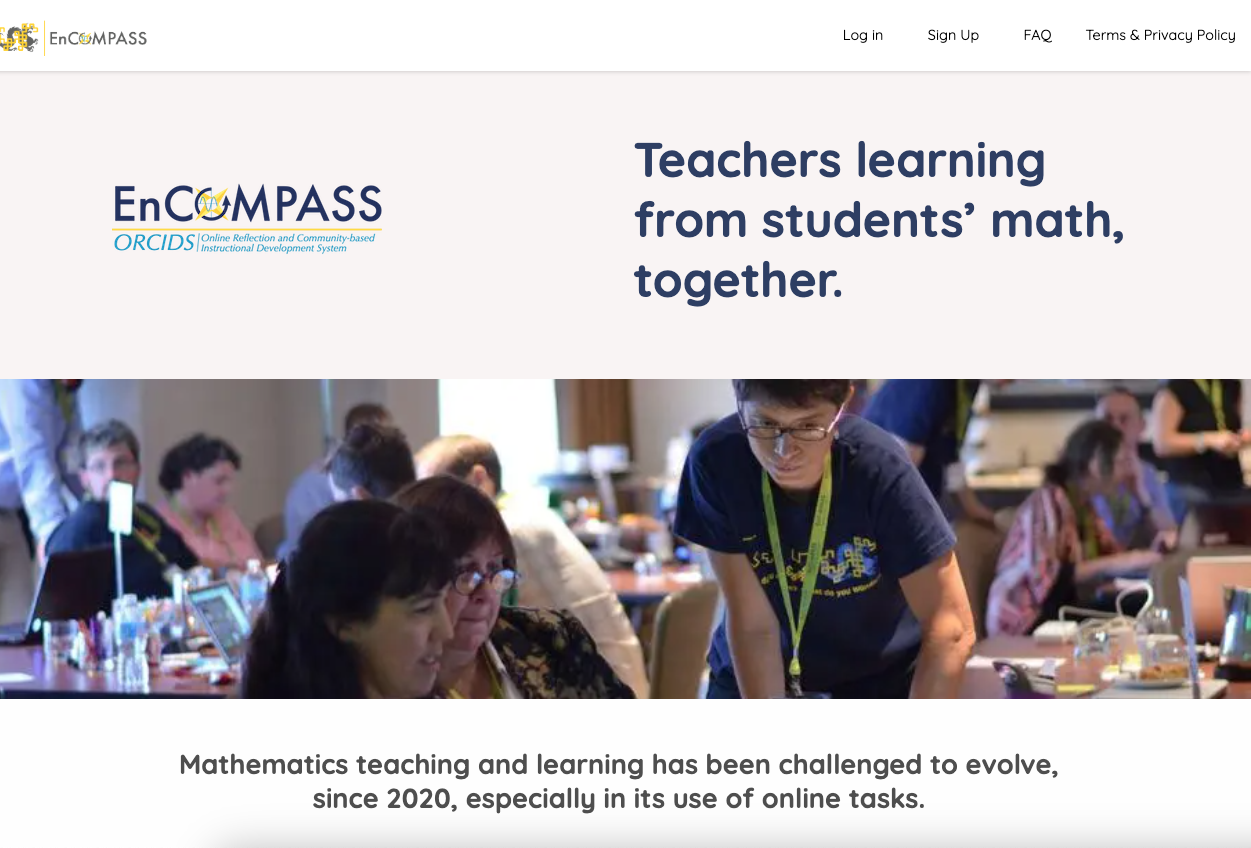 EnCOMPASS
Log in
Sign Up
FAQ
Terms & Privacy Policy
EnCOMPASS
ORCIDS
Online Reflection and Community-based
Instructional Development System
Teachers learning
from students’ math,
together.
do you
Mathematics teaching and learning has been challenged to evolve,
since 2020, especially in its use of online tasks.